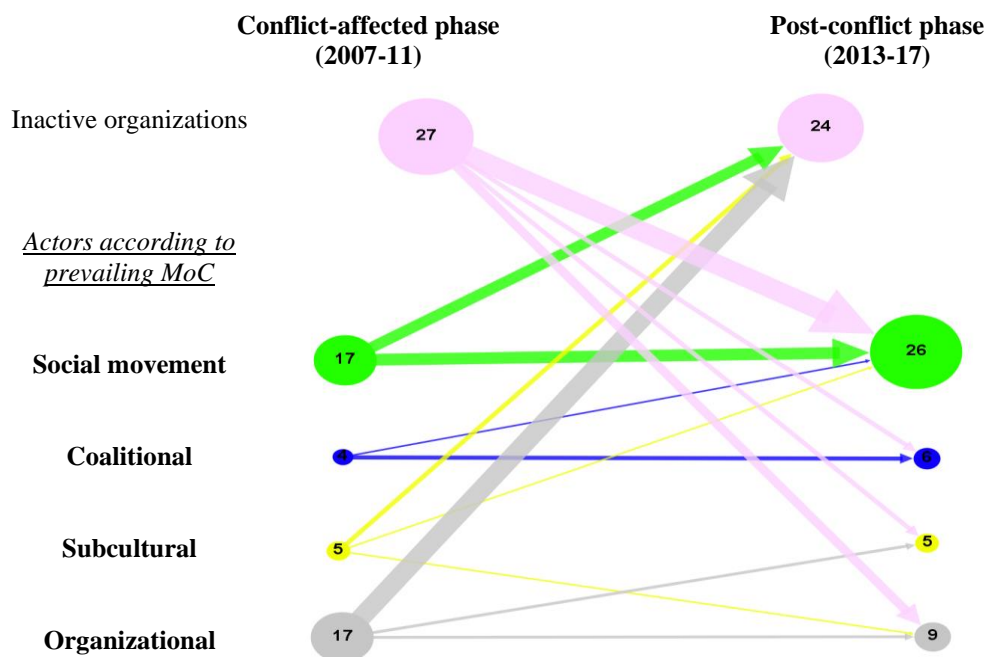 Conflict-affected phase
(2007-11)
Post-conflict phase
(2013-17)
Inactive organizations
27
24
Actors according to
prevailing MoC
Social movement
17
26
Coalitional
4
6
Subcultural
5
5
Organizational
17
9